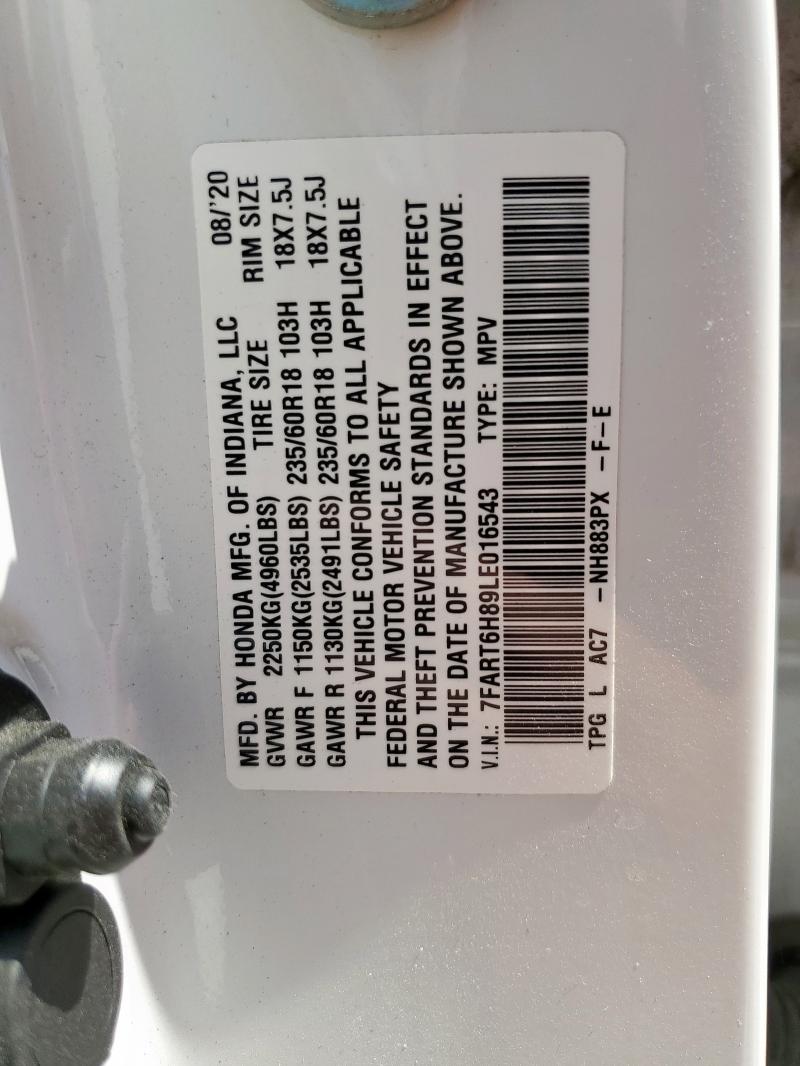 MFD. BY HONDA MFG. OF INDIANA, LLC 08/'20
GVWR 2250KG(4960LBS) TIRE SIZE RIM SIZE
GAWR F 1150KG(2535LBS) 235/60R18 103H 18X7.5J
GAWR R 1130KG(2491LBS) 235/60R18 103H 18X7.5J
THIS VEHICLE CONFORMS TO ALL APPLICABLE
FEDERAL MOTOR VEHICLE SAFETY
AND THEFT PREVENTION STANDARDS IN EFFECT
ON THE DATE OF MANUFACTURE SHOWN ABOVE.
V.I.N.: 7FART6H89LE016543 TYPE: MPV
TPG L AC7 -NH883PX -F-E